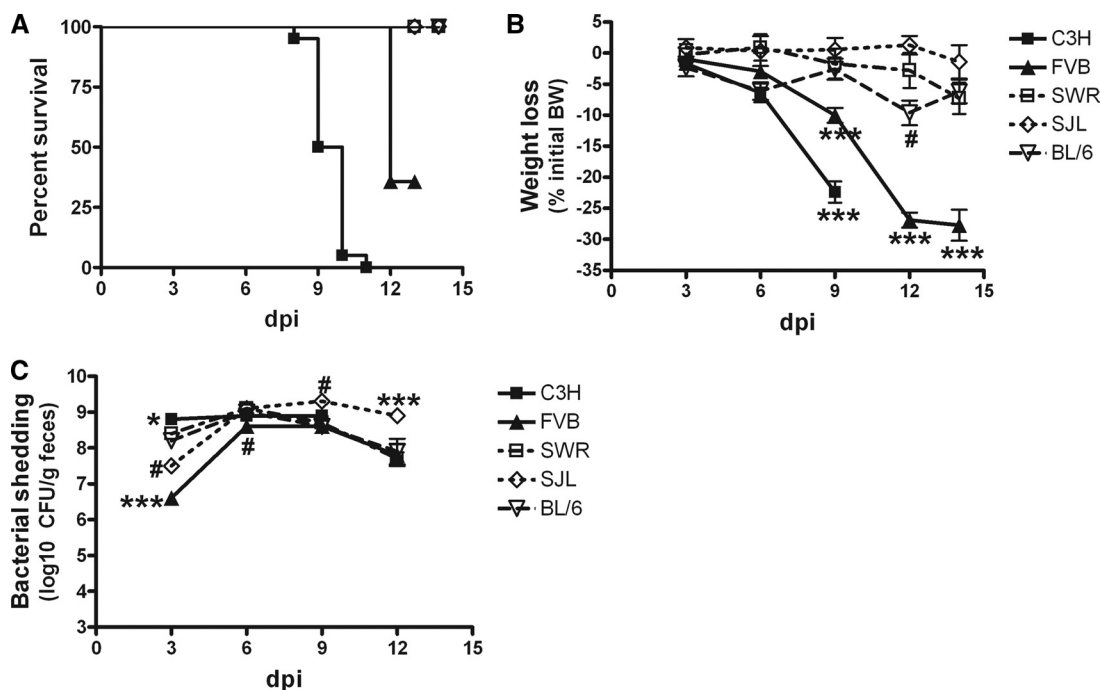 A
Percent survival
100
75
50
25
0
0 3 6 9 12 15
dpi
B
Weight loss
(% initial BW)
5
0
-5
-10
-15
-20
-25
-30
-35
***
#
***
***
***
0 3 6 9 12 15
dpi
C3H
FVB
SWR
SJL
BL/6
C
Bacterial shedding
(log10 CFU/g feces)
10
9
8
7
6
5
4
3
#
***
*
#
#
***
0 3 6 9 12 15
dpi
C3H
FVB
SWR
SJL
BL/6